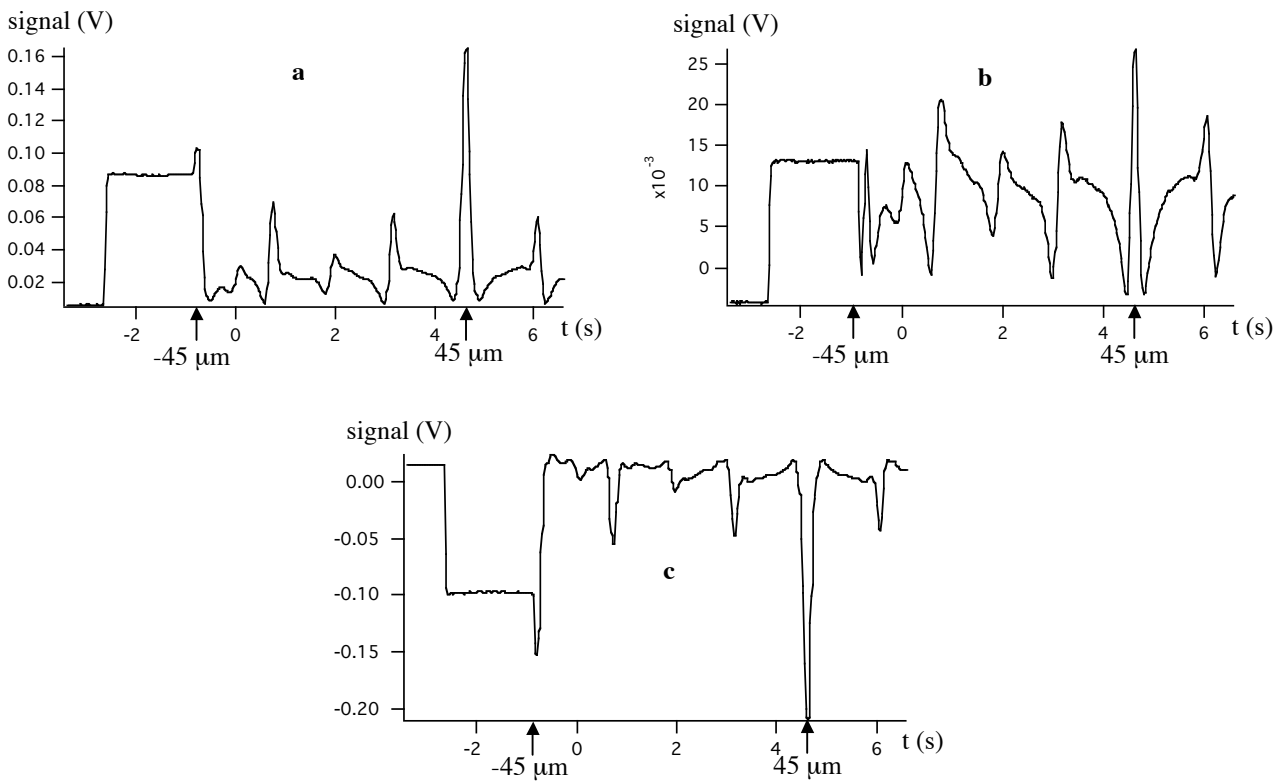 signal (V)
a
0.16
0.14
0.12
0.10
0.08
0.06
0.04
0.02
-2 0 2 4 6 t (s)
-45 µm 45 µm
signal (V)
b
x10⁻³
25
20
15
10
5
0
-2 0 2 4 6 t (s)
-45 µm 45 µm
signal (V)
c
0.00
-0.05
-0.10
-0.15
-0.20
-2 0 2 4 6 t (s)
-45 µm 45 µm